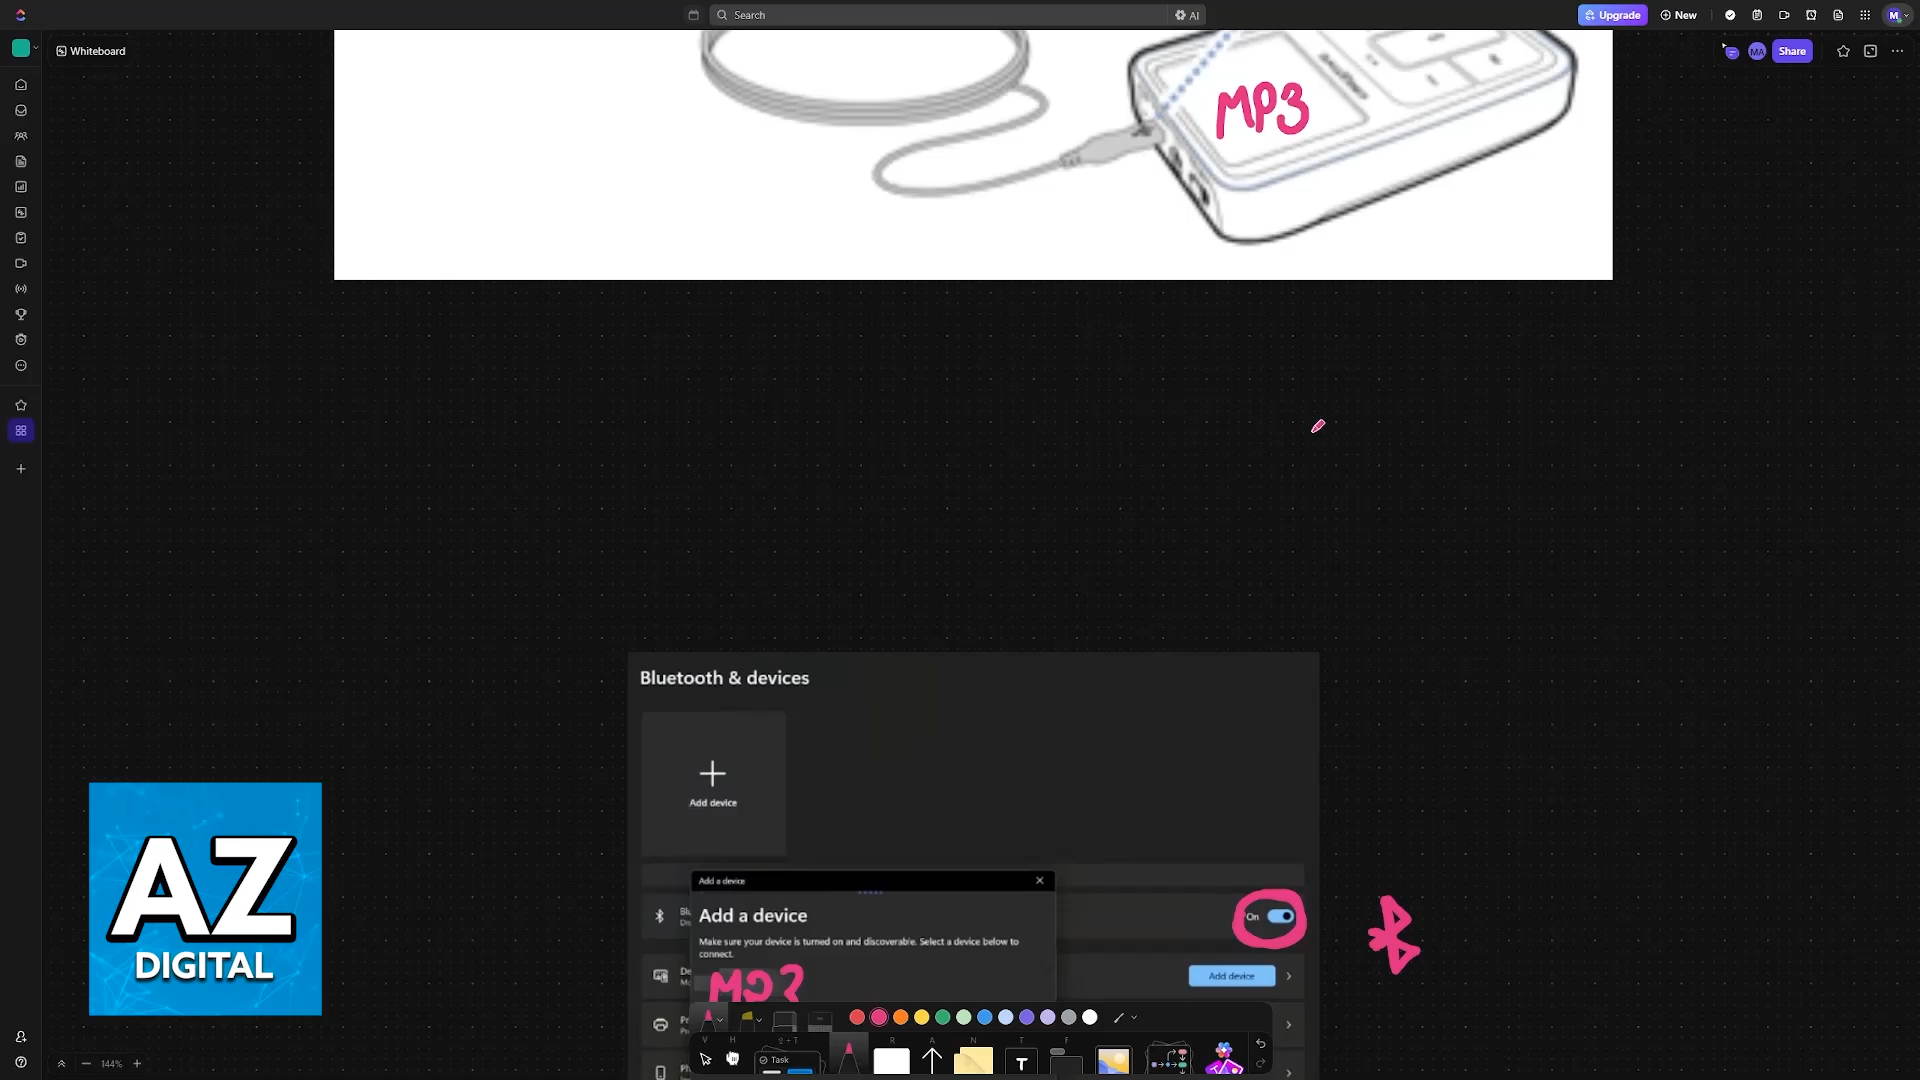 Search
AI
Upgrade
New
M
Whiteboard
MA
Share
MP3
Bluetooth & devices
Add device
Add a device
On
Add a device
Make sure your device is turned on and discoverable. Select a device below to
connect.
Add device
AZ
DIGITAL
V
H
⇧ + T
R
A
N
T
F
Task
T
144%